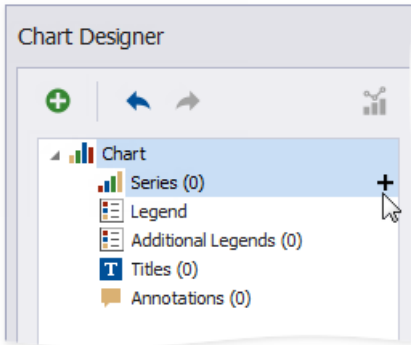 Chart Designer
Chart
Series (0)
Legend
Additional Legends (0)
T Titles (0)
Annotations (0)